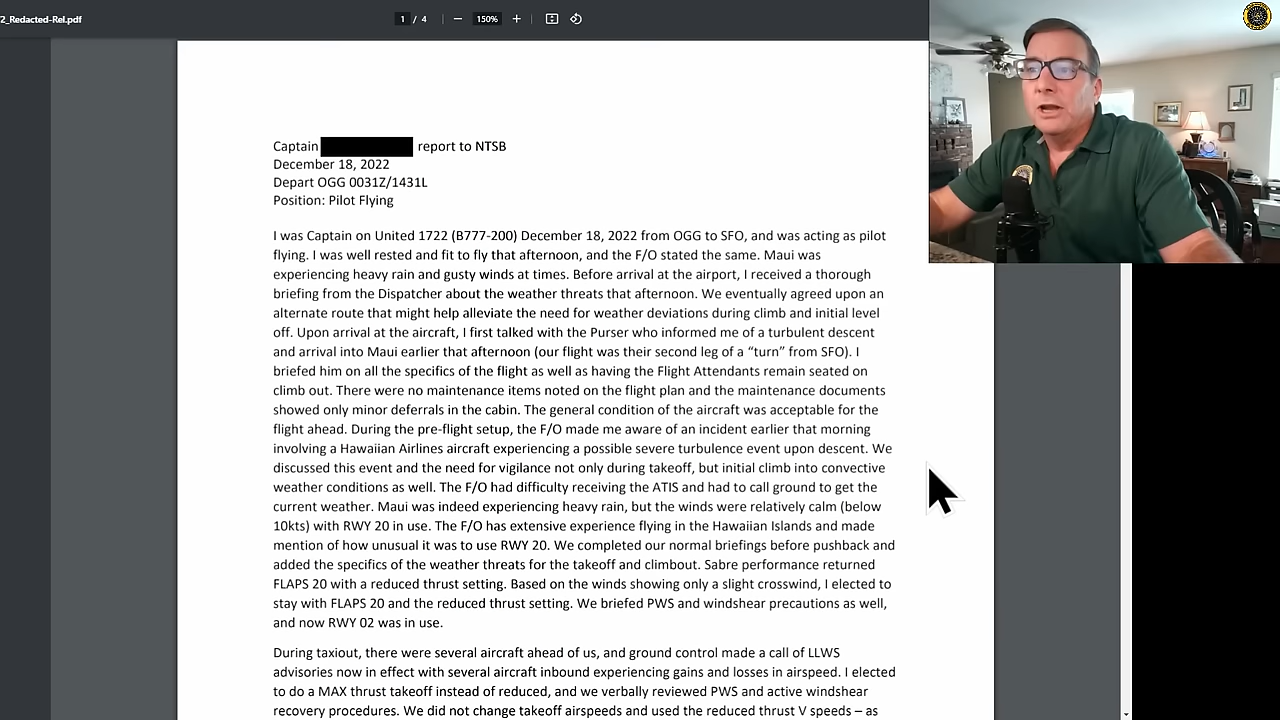 2_Redacted-Rel.pdf
1 / 4
150%
Captain report to NTSB
December 18, 2022
Depart OGG 0031Z/1431L
Position: Pilot Flying
I was Captain on United 1722 (B777-200) December 18, 2022 from OGG to SFO, and was acting as pilot
flying. I was well rested and fit to fly that afternoon, and the F/O stated the same. Maui was
experiencing heavy rain and gusty winds at times. Before arrival at the airport, I received a thorough
briefing from the Dispatcher about the weather threats that afternoon. We eventually agreed upon an
alternate route that might help alleviate the need for weather deviations during climb and initial level
off. Upon arrival at the aircraft, I first talked with the Purser who informed me of a turbulent descent
and arrival into Maui earlier that afternoon (our flight was their second leg of a “turn” from SFO). I
briefed him on all the specifics of the flight as well as having the Flight Attendants remain seated on
climb out. There were no maintenance items noted on the flight plan and the maintenance documents
showed only minor deferrals in the cabin. The general condition of the aircraft was acceptable for the
flight ahead. During the pre-flight setup, the F/O made me aware of an incident earlier that morning
involving a Hawaiian Airlines aircraft experiencing a possible severe turbulence event upon descent. We
discussed this event and the need for vigilance not only during takeoff, but initial climb into convective
weather conditions as well. The F/O had difficulty receiving the ATIS and had to call ground to get the
current weather. Maui was indeed experiencing heavy rain, but the winds were relatively calm (below
10kts) with RWY 20 in use. The F/O has extensive experience flying in the Hawaiian Islands and made
mention of how unusual it was to use RWY 20. We completed our normal briefings before pushback and
added the specifics of the weather threats for the takeoff and climbout. Sabre performance returned
FLAPS 20 with a reduced thrust setting. Based on the winds showing only a slight crosswind, I elected to
stay with FLAPS 20 and the reduced thrust setting. We briefed PWS and windshear precautions as well,
and now RWY 02 was in use.
During taxiout, there were several aircraft ahead of us, and ground control made a call of LLWS
advisories now in effect with several aircraft inbound experiencing gains and losses in airspeed. I elected
to do a MAX thrust takeoff instead of reduced, and we verbally reviewed PWS and active windshear
recovery procedures. We did not change takeoff airspeeds and used the reduced thrust V speeds – as